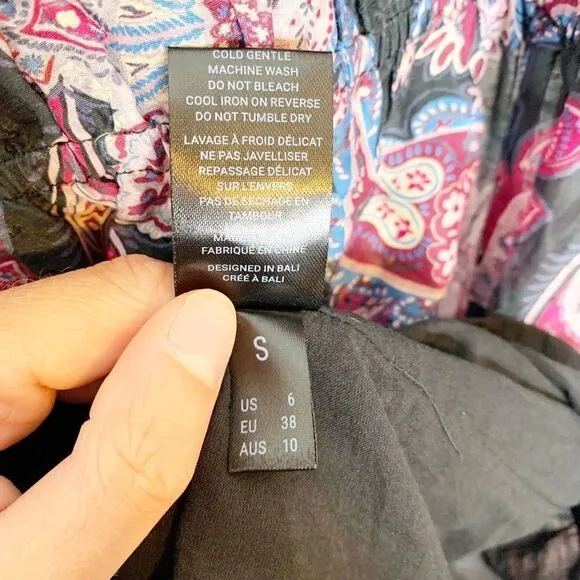 COLD GENTLE
MACHINE WASH
DO NOT BLEACH
COOL IRON ON REVERSE
DO NOT TUMBLE DRY
LAVAGE À FROID DÉLICAT
NE PAS JAVELLISER
REPASSAGE DÉLICAT
SUR L'ENVERS
PAS DE SÉCHAGE EN
TAMBOUR
FABRIQUÉ EN CHINE
DESIGNED IN BALI
CRÉÉ À BALI
S
US 6
EU 38
AUS 10